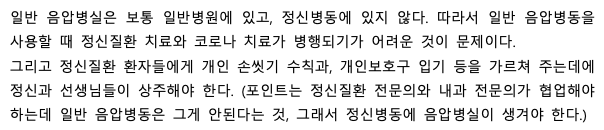 일반 음압병실은 보통 일반병원에 있고, 정신병동에 있지 않다. 따라서 일반 음압병동을
사용할 때 정신질환 치료와 코로나 치료가 병행되기가 어려운 것이 문제이다.
그리고 정신질환 환자들에게 개인 손씻기 수칙과, 개인보호구 입기 등을 가르쳐 주는데에
정신과 선생님들이 상주해야 한다. (포인트는 정신질환 전문의와 내과 전문의가 협업해야
하는데 일반 음압병동은 그게 안된다는 것, 그래서 정신병동에 음압병실이 생겨야 한다.)